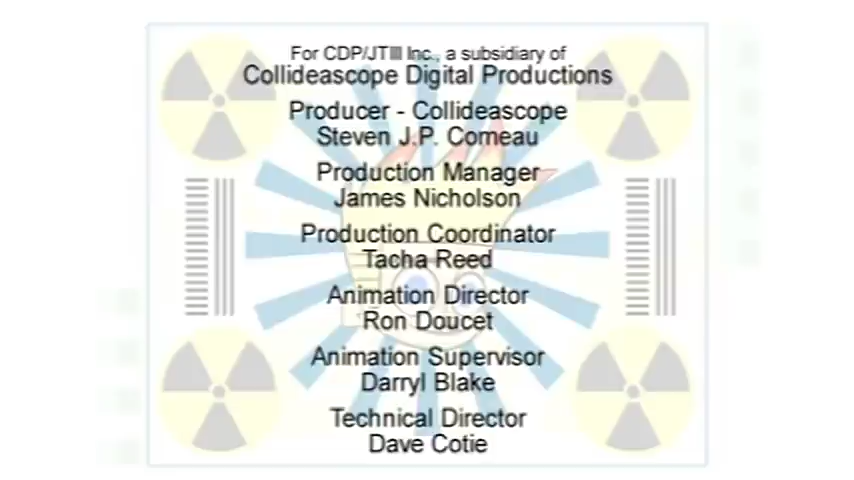 For CDP/JTIII Inc., a subsidiary of
Collideascope Digital Productions
Producer - Collideascope
Steven J.P. Comeau
Production Manager
James Nicholson
Production Coordinator
Tacha Reed
Animation Director
Ron Doucet
Animation Supervisor
Darryl Blake
Technical Director
Dave Cotie